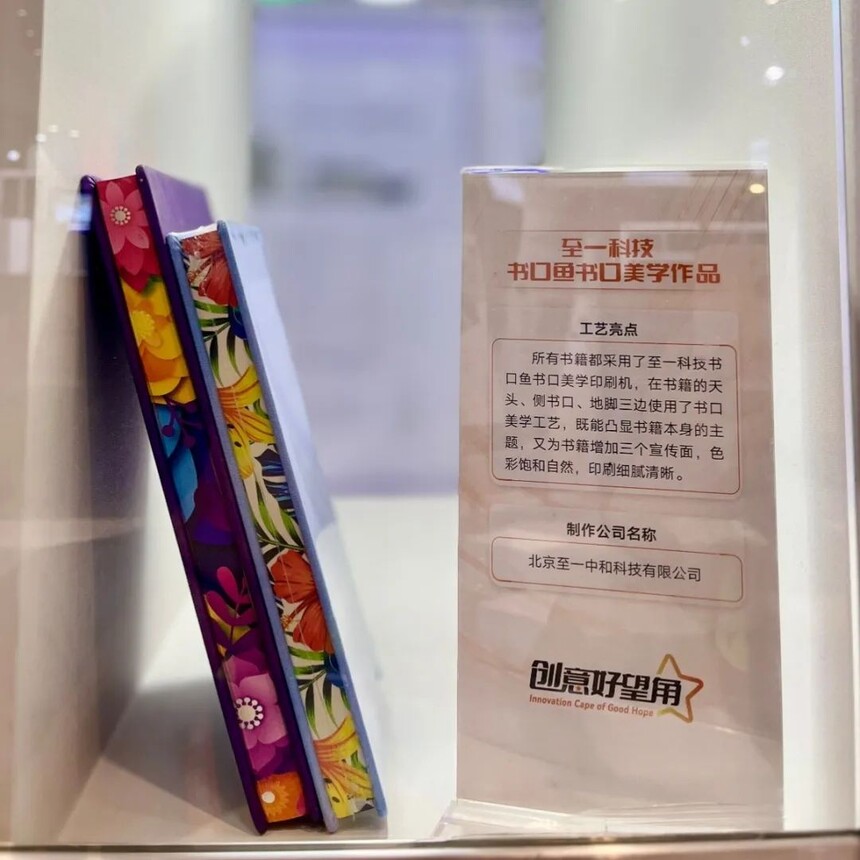 至一科技
书口鱼书口美学作品
工艺亮点
所有书籍都采用了至一科技书
口鱼书口美学印刷机，在书籍的天
头、侧书口、地脚三边使用了书口
美学工艺，既能凸显书籍本身的主
题，又为书籍增加三个宣传面，色
彩饱和自然，印刷细腻清晰。
制作公司名称
北京至一中和科技有限公司
创意好望角
Innovation Cape of Good Hope